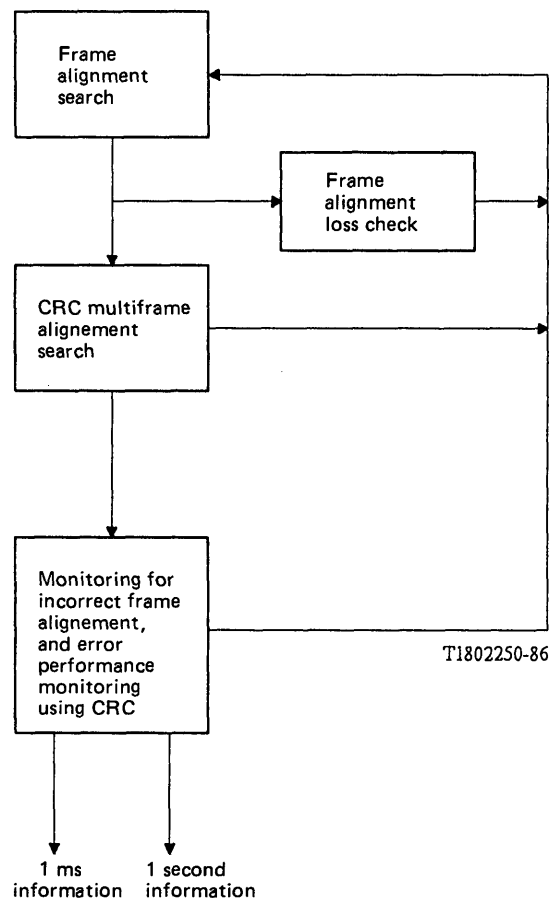 Frame
alignment
search
Frame
alignment
loss check
CRC multiframe
alignement
search
Monitoring for
incorrect frame
alignement,
and error
performance
monitoring
using CRC
T1802250-86
1 ms
information
1 second
information